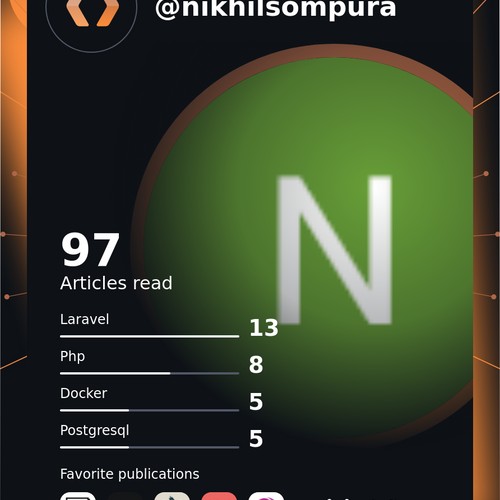 @nikhilsompura
N
97
Articles read
Laravel
13
Php
8
Docker
5
Postgresql
5
Favorite publications